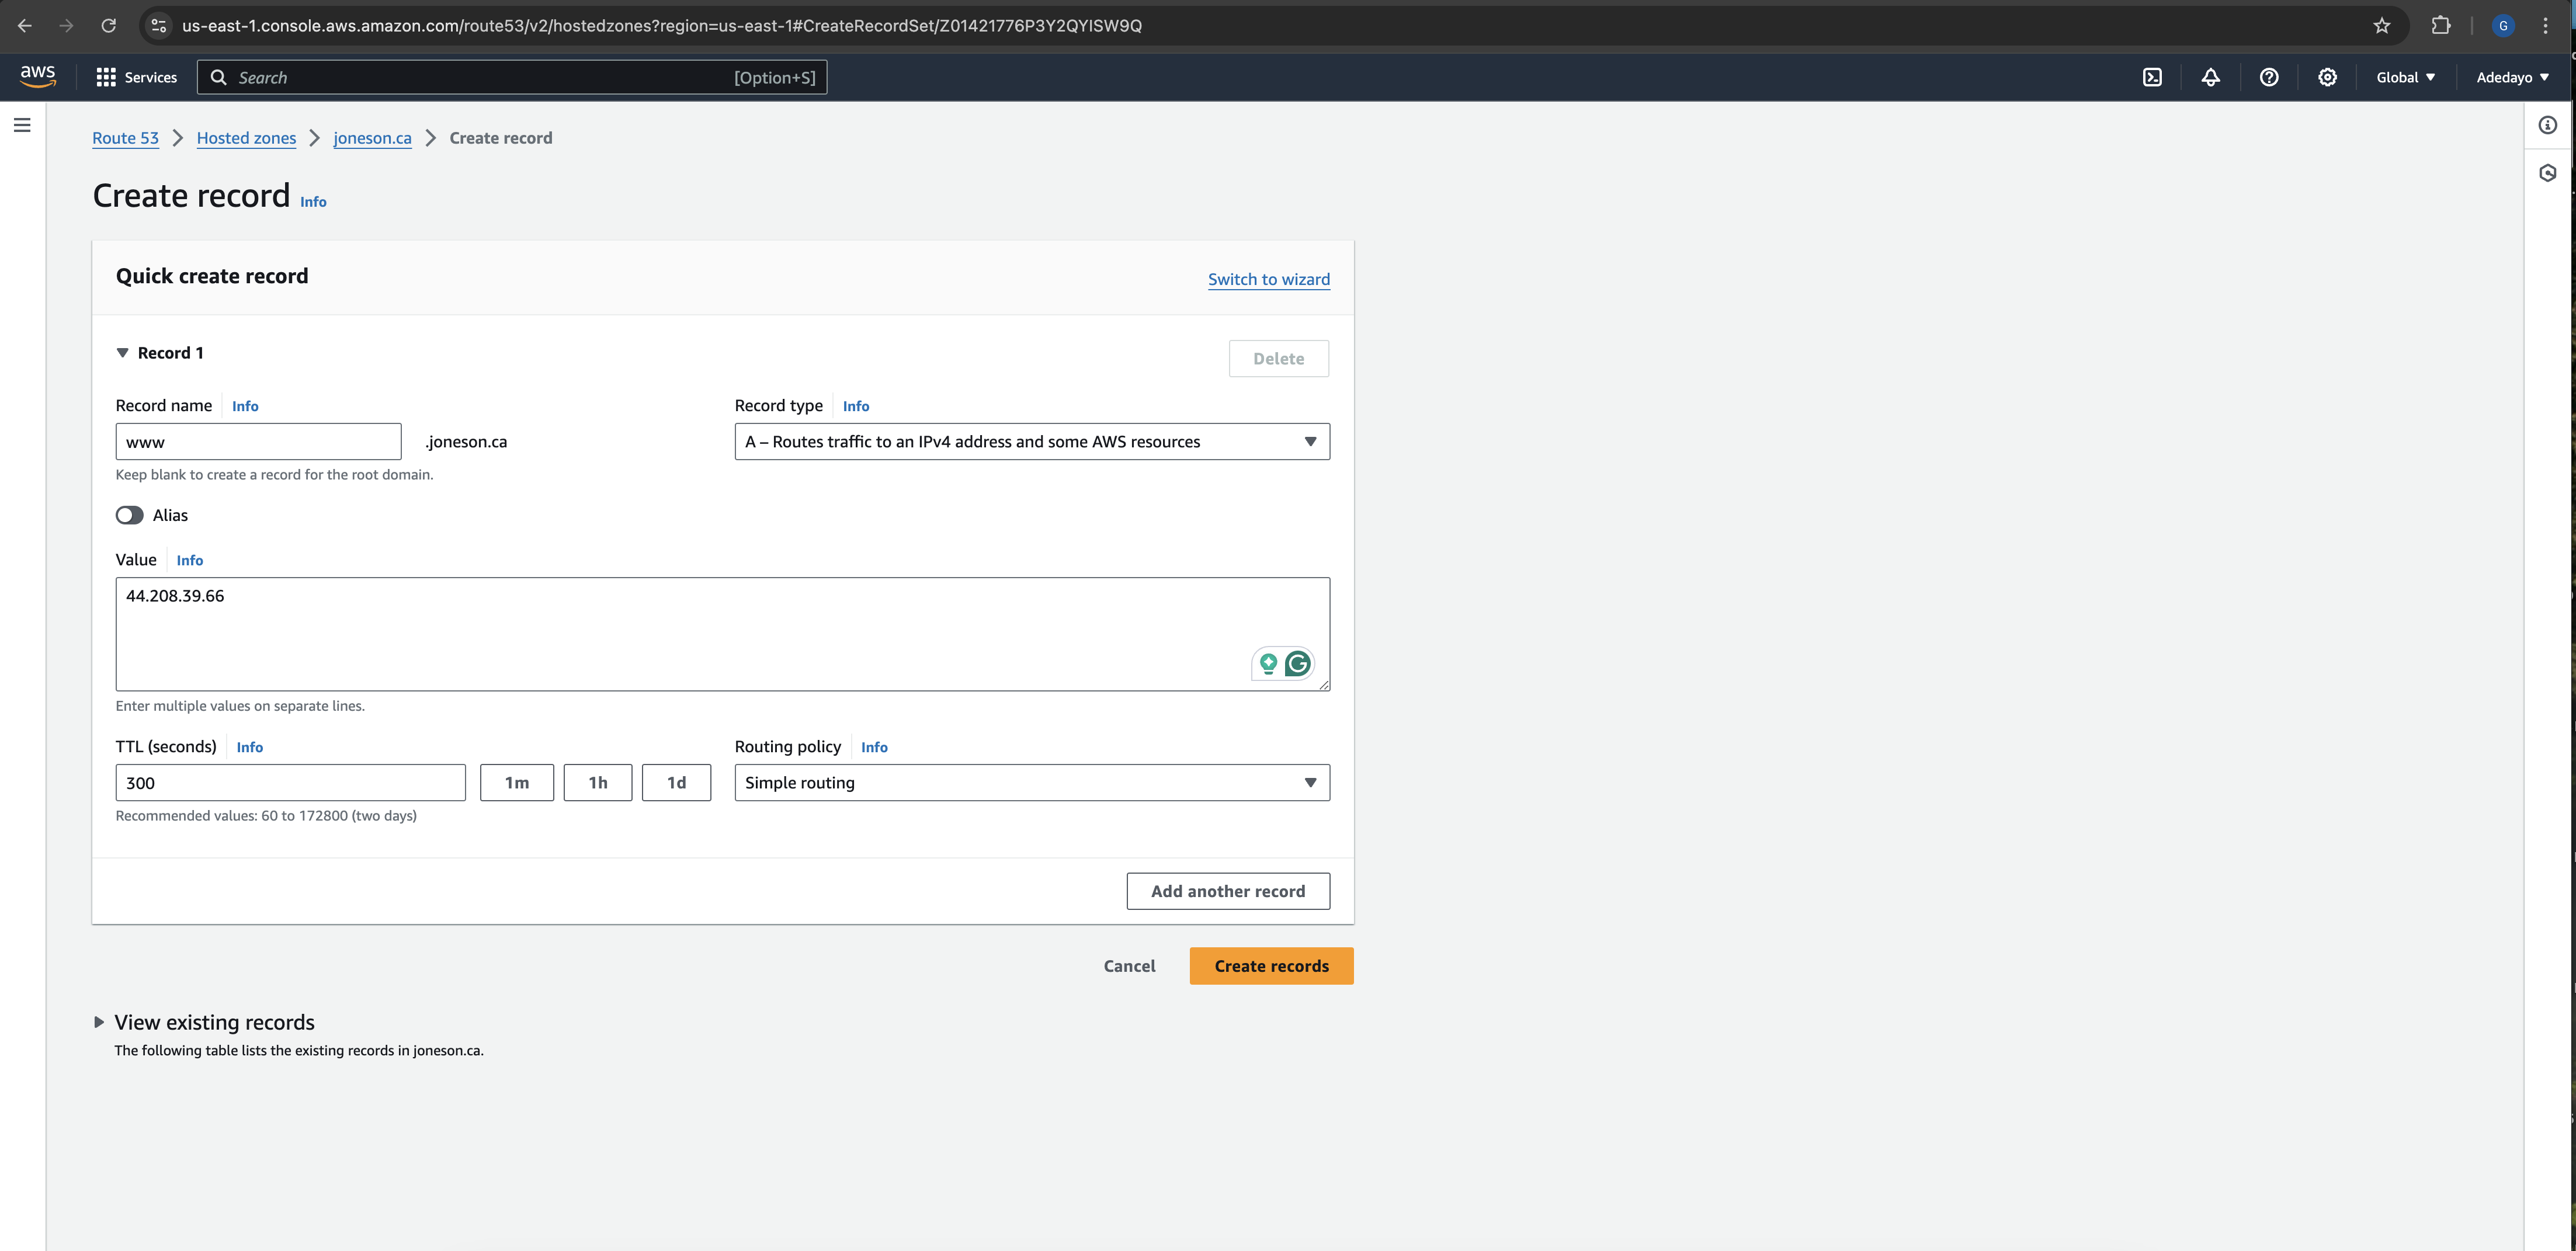 us-east-1.console.aws.amazon.com/route53/v2/hostedzones?region=us-east-1#CreateRecordSet/Z01421776P3Y2QYISW9Q
G
aws
Services
Search
[Option+S]
Global
Adedayo
Route 53
Hosted zones
joneson.ca
Create record
Create record Info
Quick create record
Switch to wizard
Record 1
Delete
Record name Info
Record type Info
www
.joneson.ca
A – Routes traffic to an IPv4 address and some AWS resources
Keep blank to create a record for the root domain.
Alias
Value Info
44.208.39.66
Enter multiple values on separate lines.
TTL (seconds) Info
Routing policy Info
300
1m
1h
1d
Simple routing
Recommended values: 60 to 172800 (two days)
Add another record
Cancel
Create records
View existing records
The following table lists the existing records in joneson.ca.